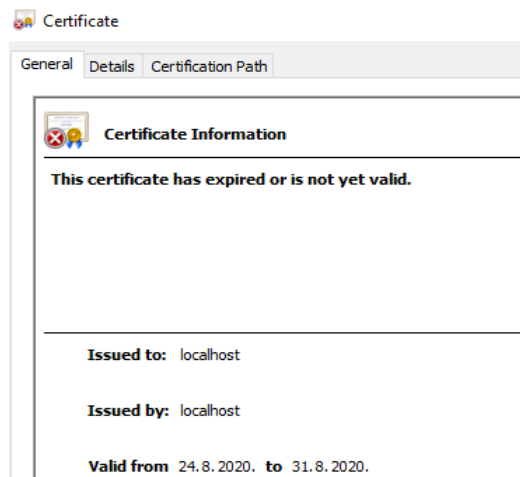 Certificate
General Details Certification Path
Certificate Information
This certificate has expired or is not yet valid.
Issued to: localhost
Issued by: localhost
Valid from 24.8.2020. to 31.8.2020.